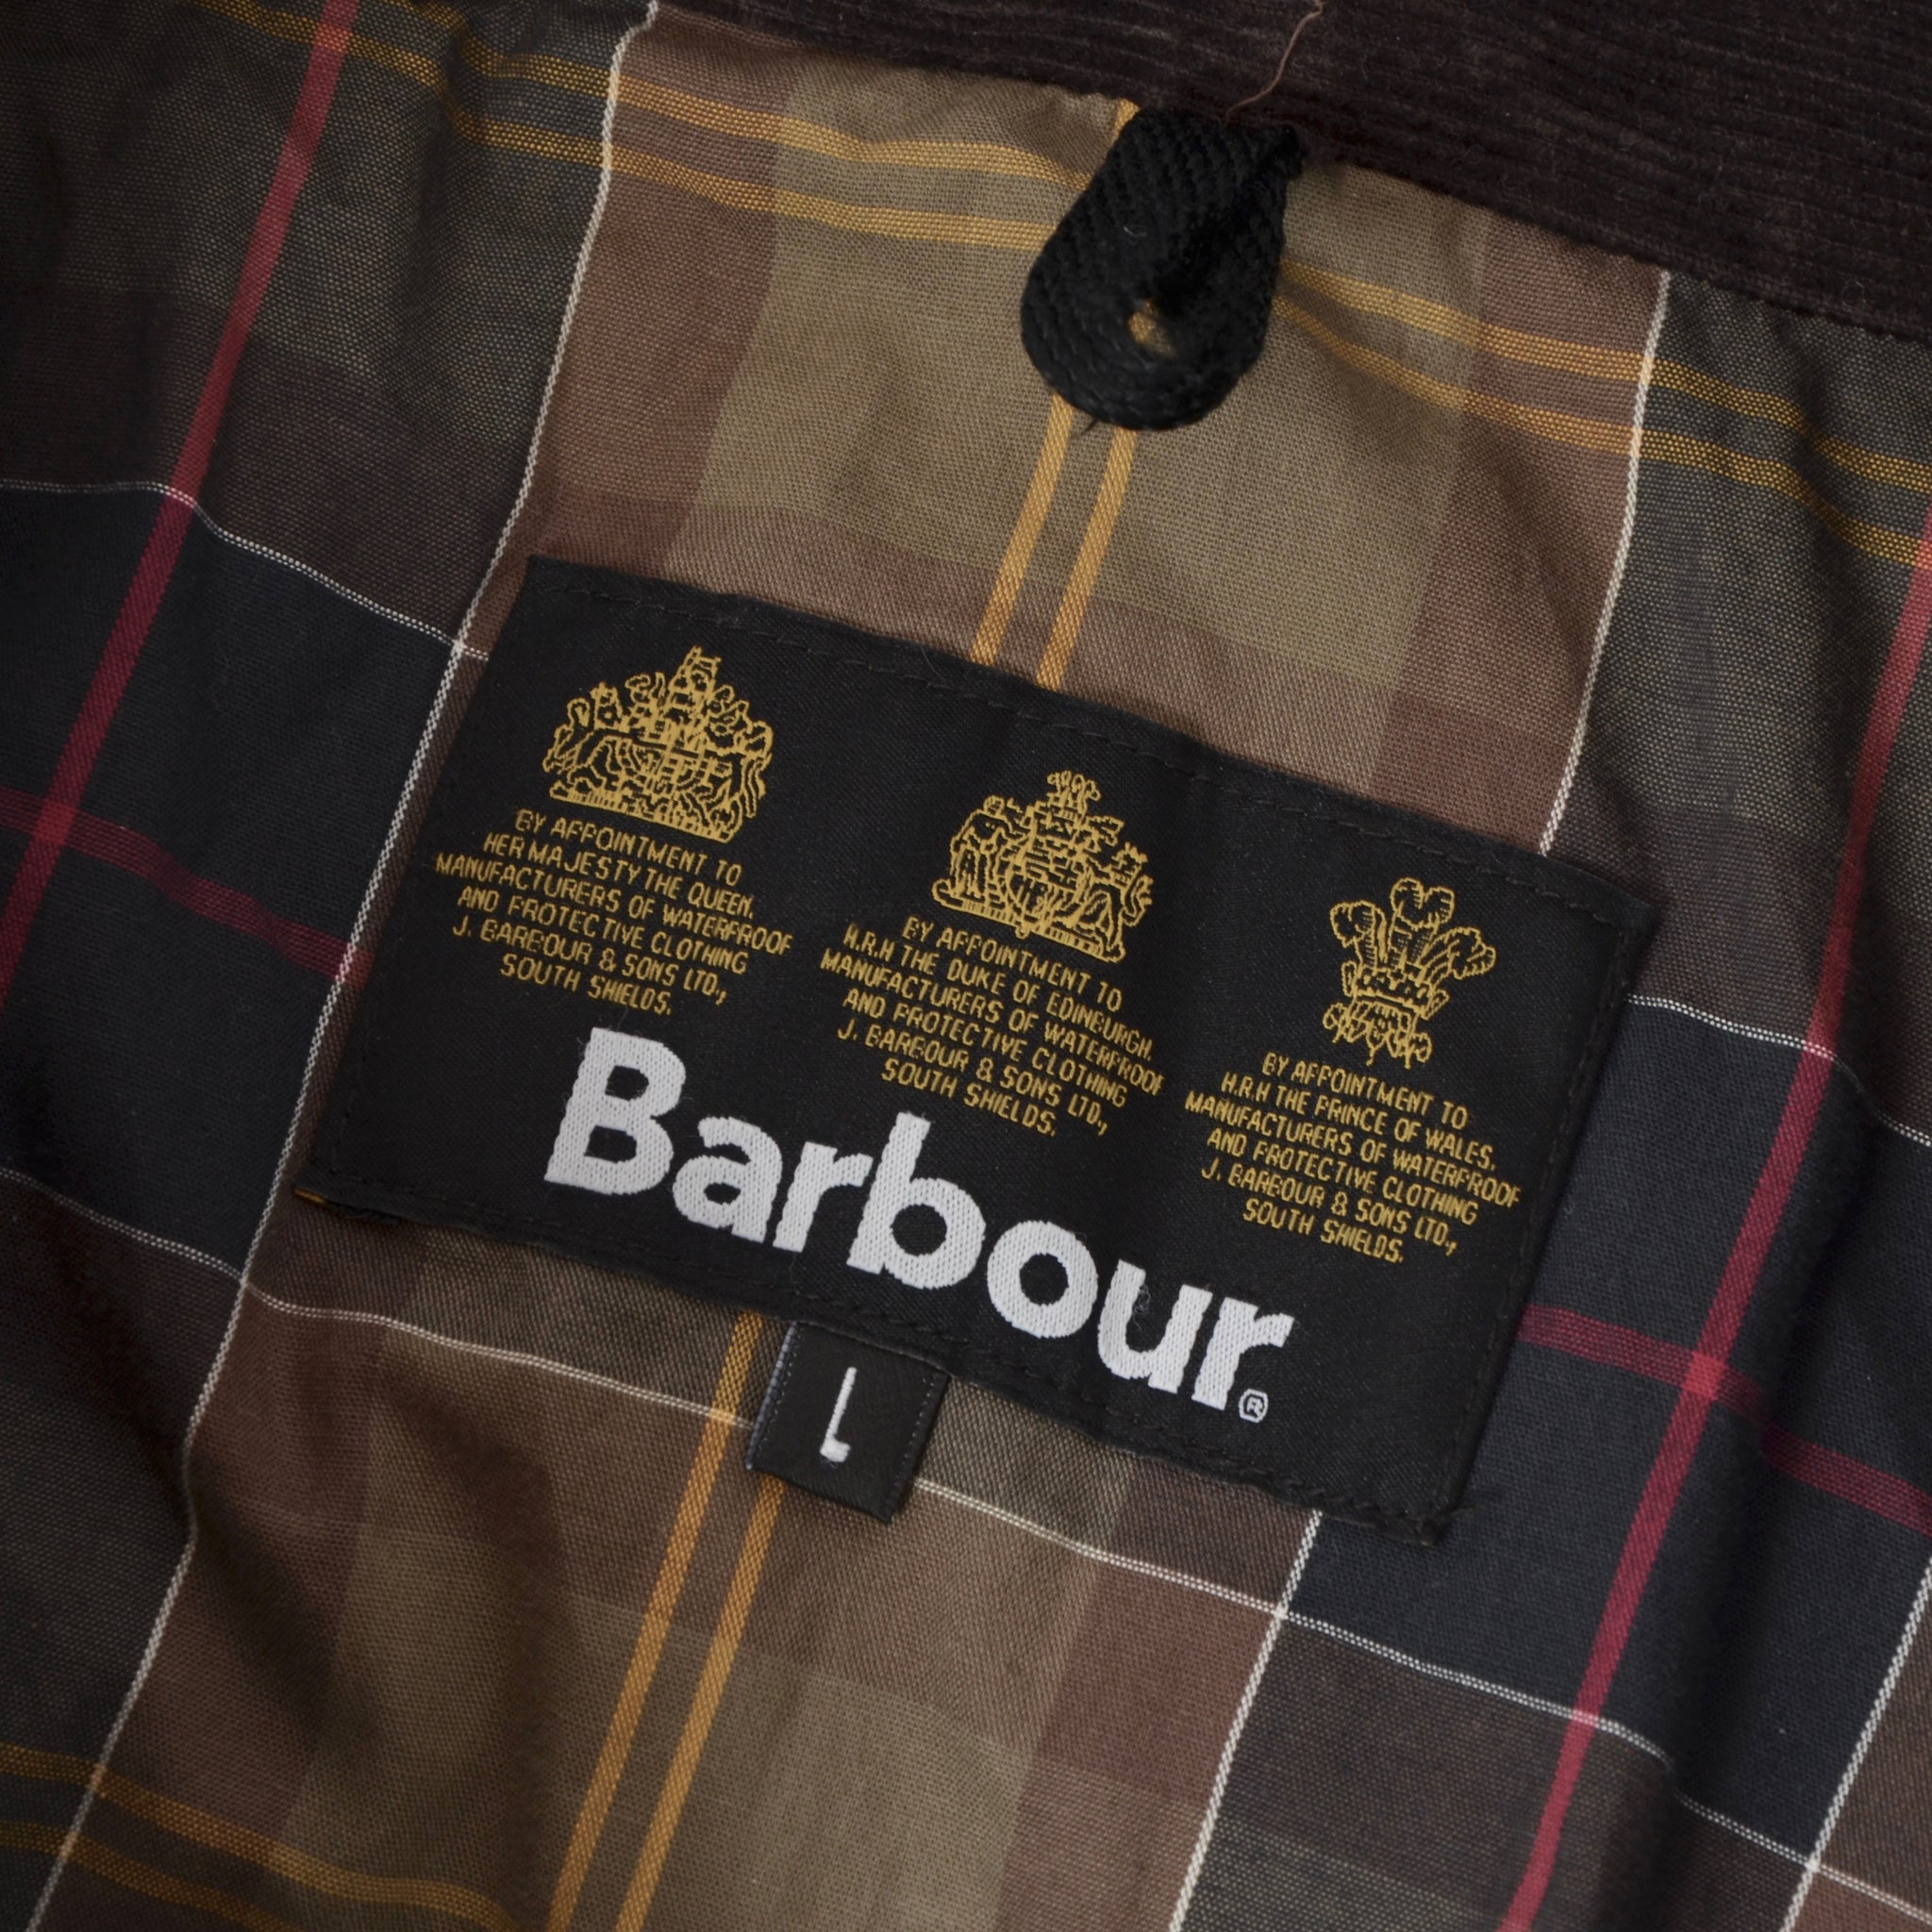 BY APPOINTMENT TO
HER MAJESTY THE QUEEN,
MANUFACTURERS OF WATERPROOF
AND PROTECTIVE CLOTHING
J. BARBOUR & SONS LTD.,
SOUTH SHIELDS.
BY APPOINTMENT TO
H.R.H THE DUKE OF EDINBURGH,
MANUFACTURERS OF WATERPROOF
AND PROTECTIVE CLOTHING
J. BARBOUR & SONS LTD.,
SOUTH SHIELDS.
BY APPOINTMENT TO
H.R.H THE PRINCE OF WALES,
MANUFACTURERS OF WATERPROOF
AND PROTECTIVE CLOTHING
J. BARBOUR & SONS LTD.,
SOUTH SHIELDS.
Barbour®
L